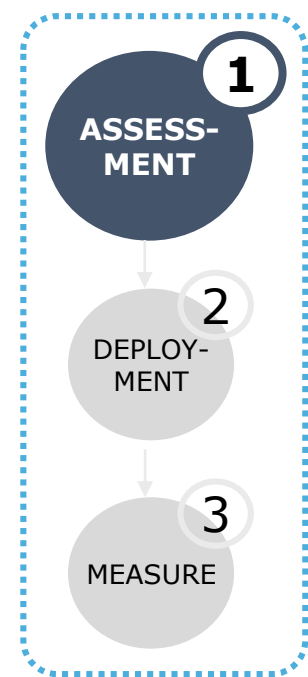 1
ASSESS-
MENT
2
DEPLOY-
MENT
3
MEASURE